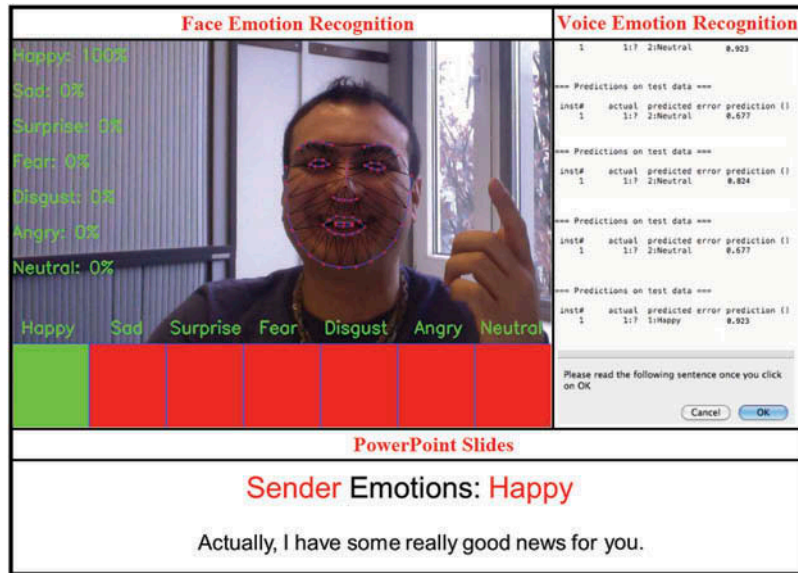 Face Emotion Recognition
Happy: 100%
Sad: 0%
Surprise: 0%
Fear: 0%
Disgust: 0%
Angry: 0%
Neutral: 0%
Happy Sad Surprise Fear Disgust Angry Neutral
Voice Emotion Recognition
1 1:? 2:Neutral 0.923
=== Predictions on test data ===
inst# actual predicted error prediction ()
1 1:? 2:Neutral 0.677
=== Predictions on test data ===
inst# actual predicted error prediction ()
1 1:? 2:Neutral 0.824
=== Predictions on test data ===
inst# actual predicted error prediction ()
1 1:? 2:Neutral 0.677
=== Predictions on test data ===
inst# actual predicted error prediction ()
1 1:? 1:Happy 0.923
Please read the following sentence once you click
on OK
Cancel OK
PowerPoint Slides
Sender Emotions: Happy
Actually, I have some really good news for you.